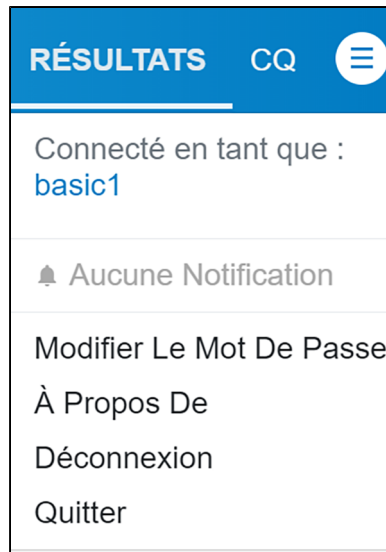 RÉSULTATS CQ
Connecté en tant que :
basic1
Aucune Notification
Modifier Le Mot De Passe
À Propos De
Déconnexion
Quitter